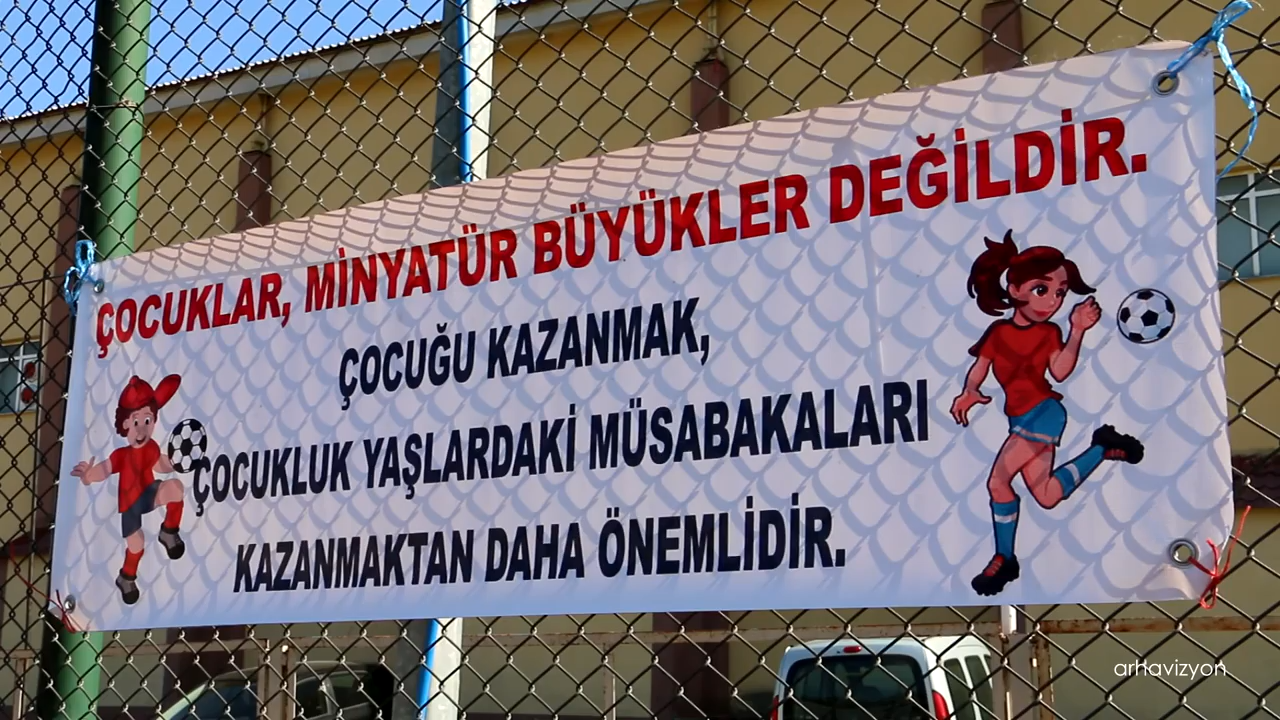 ÇOCUKLAR, MİNYATÜR BÜYÜKLER DEĞİLDİR.
ÇOCUĞU KAZANMAK,
ÇOCUKLUK YAŞLARDAKİ MÜSABAKALARI
KAZANMAKTAN DAHA ÖNEMLİDİR.
arhavizyon